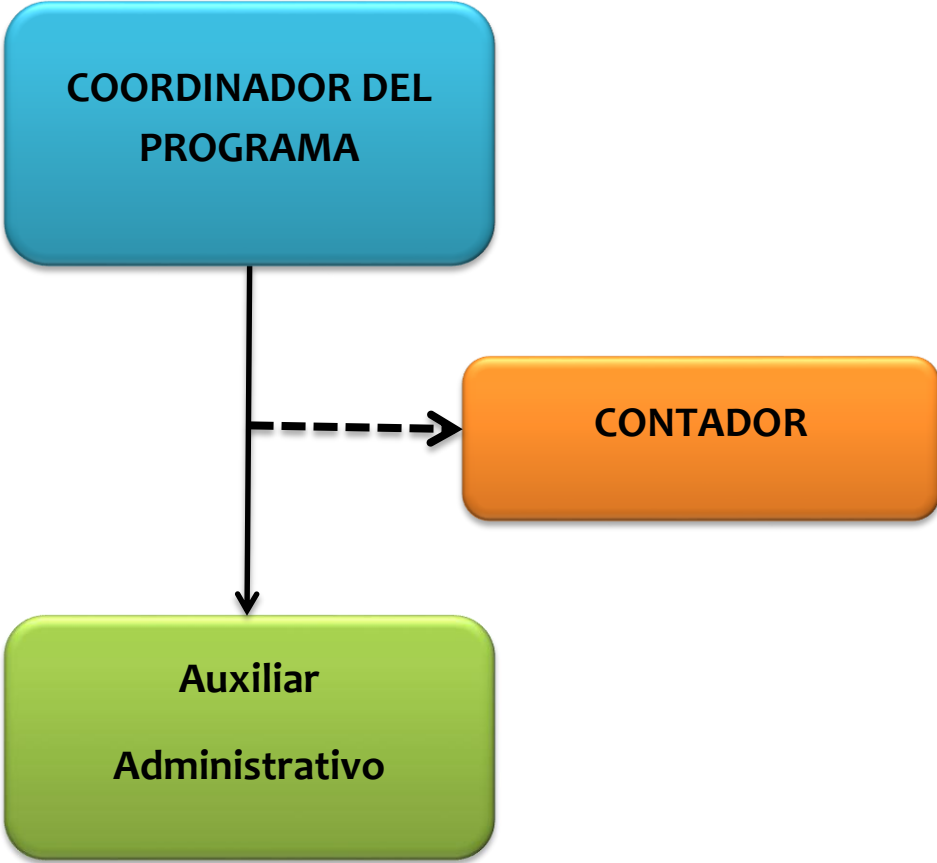 COORDINADOR DEL
PROGRAMA
CONTADOR
Auxiliar
Administrativo